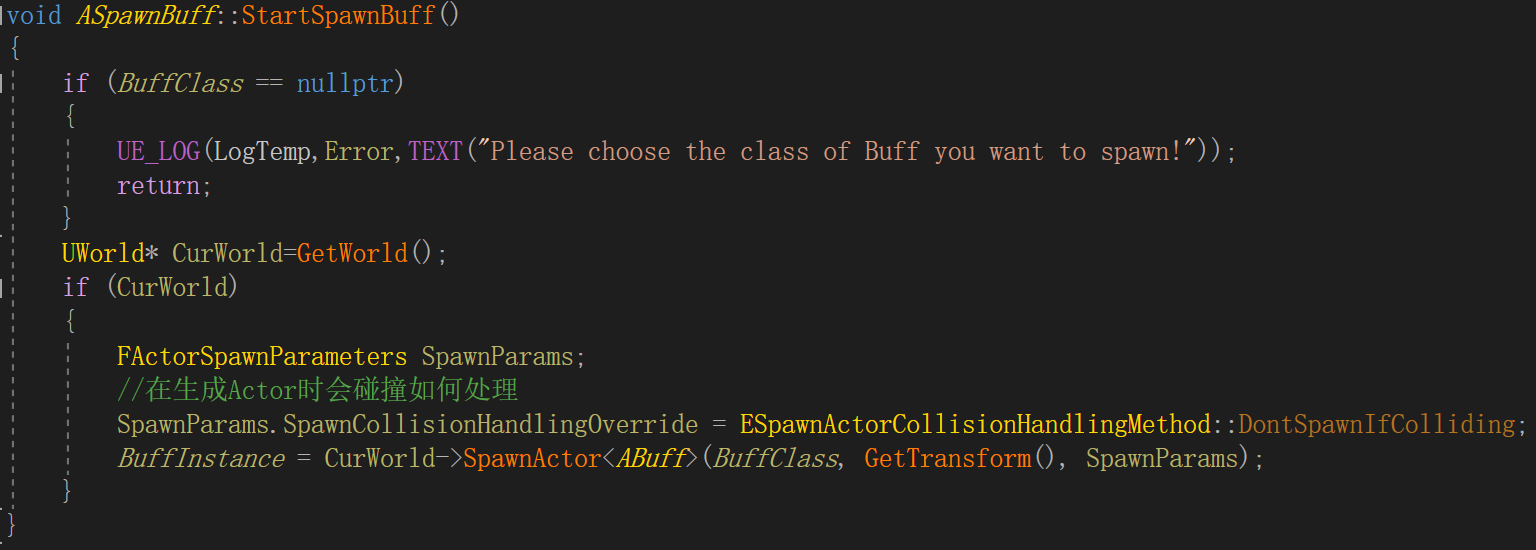 void ASpawnBuff::StartSpawnBuff()
{
    if (BuffClass == nullptr)
    {
        UE_LOG(LogTemp,Error,TEXT("Please choose the class of Buff you want to spawn!"));
        return;
    }
    UWorld* CurWorld=GetWorld();
    if (CurWorld)
    {
        FActorSpawnParameters SpawnParams;
        //在生成Actor时会碰撞如何处理
        SpawnParams.SpawnCollisionHandlingOverride = ESpawnActorCollisionHandlingMethod::DontSpawnIfColliding;
        BuffInstance = CurWorld->SpawnActor<ABuff>(BuffClass, GetTransform(), SpawnParams);
    }
}